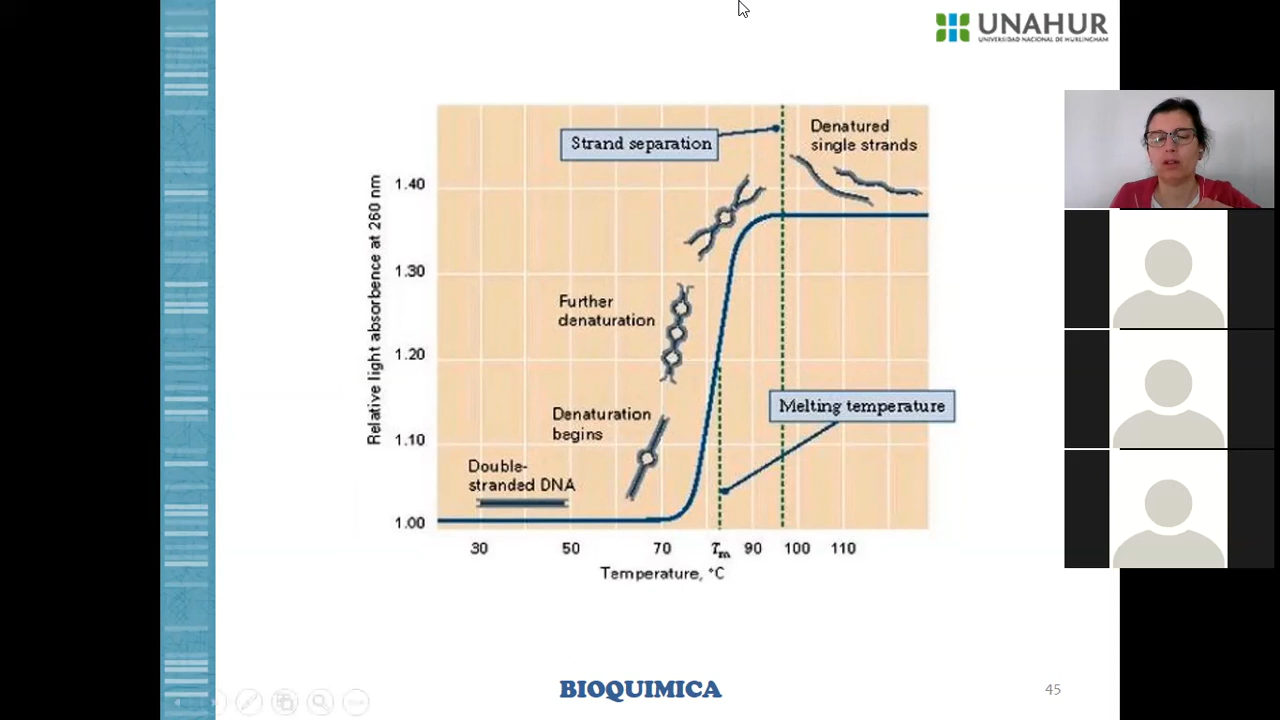 UNAHUR
UNIVERSIDAD NACIONAL DE HURLINGHAM
Strand separation
Denatured
single strands
Relative light absorbence at 260 nm
1.40
1.30
1.20
1.10
1.00
Further
denaturation
Melting temperature
Denaturation
begins
Double-
stranded DNA
30 50 70 Tm 90 100 110
Temperature, °C
BIOQUIMICA
45